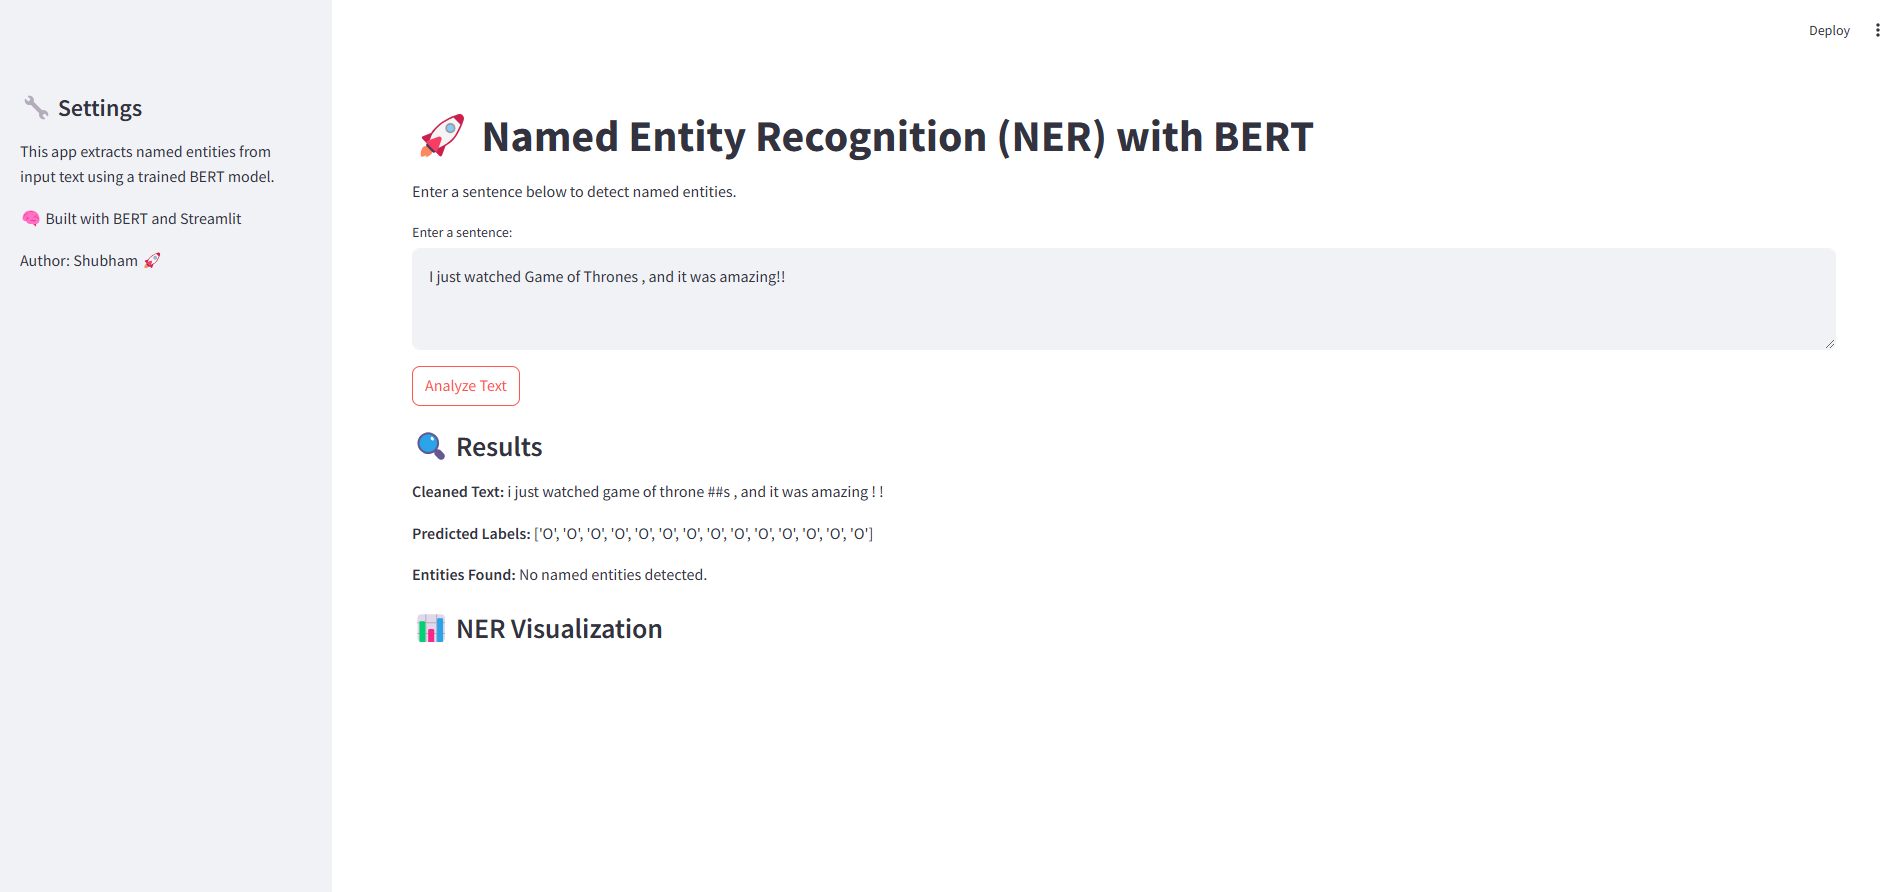 Deploy
Settings
This app extracts named entities from
input text using a trained BERT model.
Built with BERT and Streamlit
Author: Shubham
Named Entity Recognition (NER) with BERT
Enter a sentence below to detect named entities.
Enter a sentence:
I just watched Game of Thrones , and it was amazing!!
Analyze Text
Results
Cleaned Text: i just watched game of throne ##s , and it was amazing ! !
Predicted Labels: ['O', 'O', 'O', 'O', 'O', 'O', 'O', 'O', 'O', 'O', 'O', 'O', 'O', 'O']
Entities Found: No named entities detected.
NER Visualization